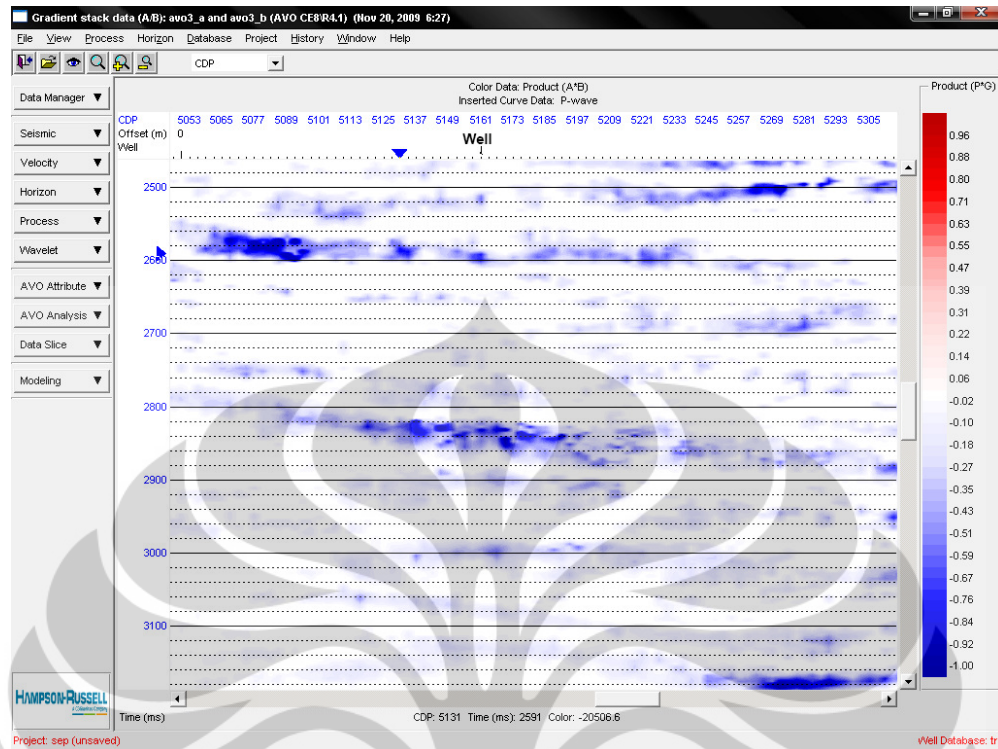 Gradient stack data (A/B): avo3_a and avo3_b (AVO CE8\R4.1) (Nov 20, 2009 6:27)
File View Process Horizon Database Project History Window Help
CDP
Data Manager
Seismic
Velocity
Horizon
Process
Wavelet
AVO Attribute
AVO Analysis
Data Slice
Modeling
Color Data: Product (A*B)
Inserted Curve Data: P-wave
CDP 5053 5065 5077 5089 5101 5113 5125 5137 5149 5161 5173 5185 5197 5209 5221 5233 5245 5257 5269 5281 5293 5305
Offset (m) 0
Well
Well
2500
2600
2700
2800
2900
3000
3100
Product (P*G)
0.96
0.88
0.80
0.71
0.63
0.55
0.47
0.39
0.31
0.22
0.14
0.06
-0.02
-0.10
-0.18
-0.27
-0.35
-0.43
-0.51
-0.59
-0.67
-0.76
-0.84
-0.92
-1.00
HAMPSON-RUSSELL
Time (ms) CDP: 5131 Time (ms): 2591 Color: -20506.6
Project: sep (unsaved) Well Database: tr